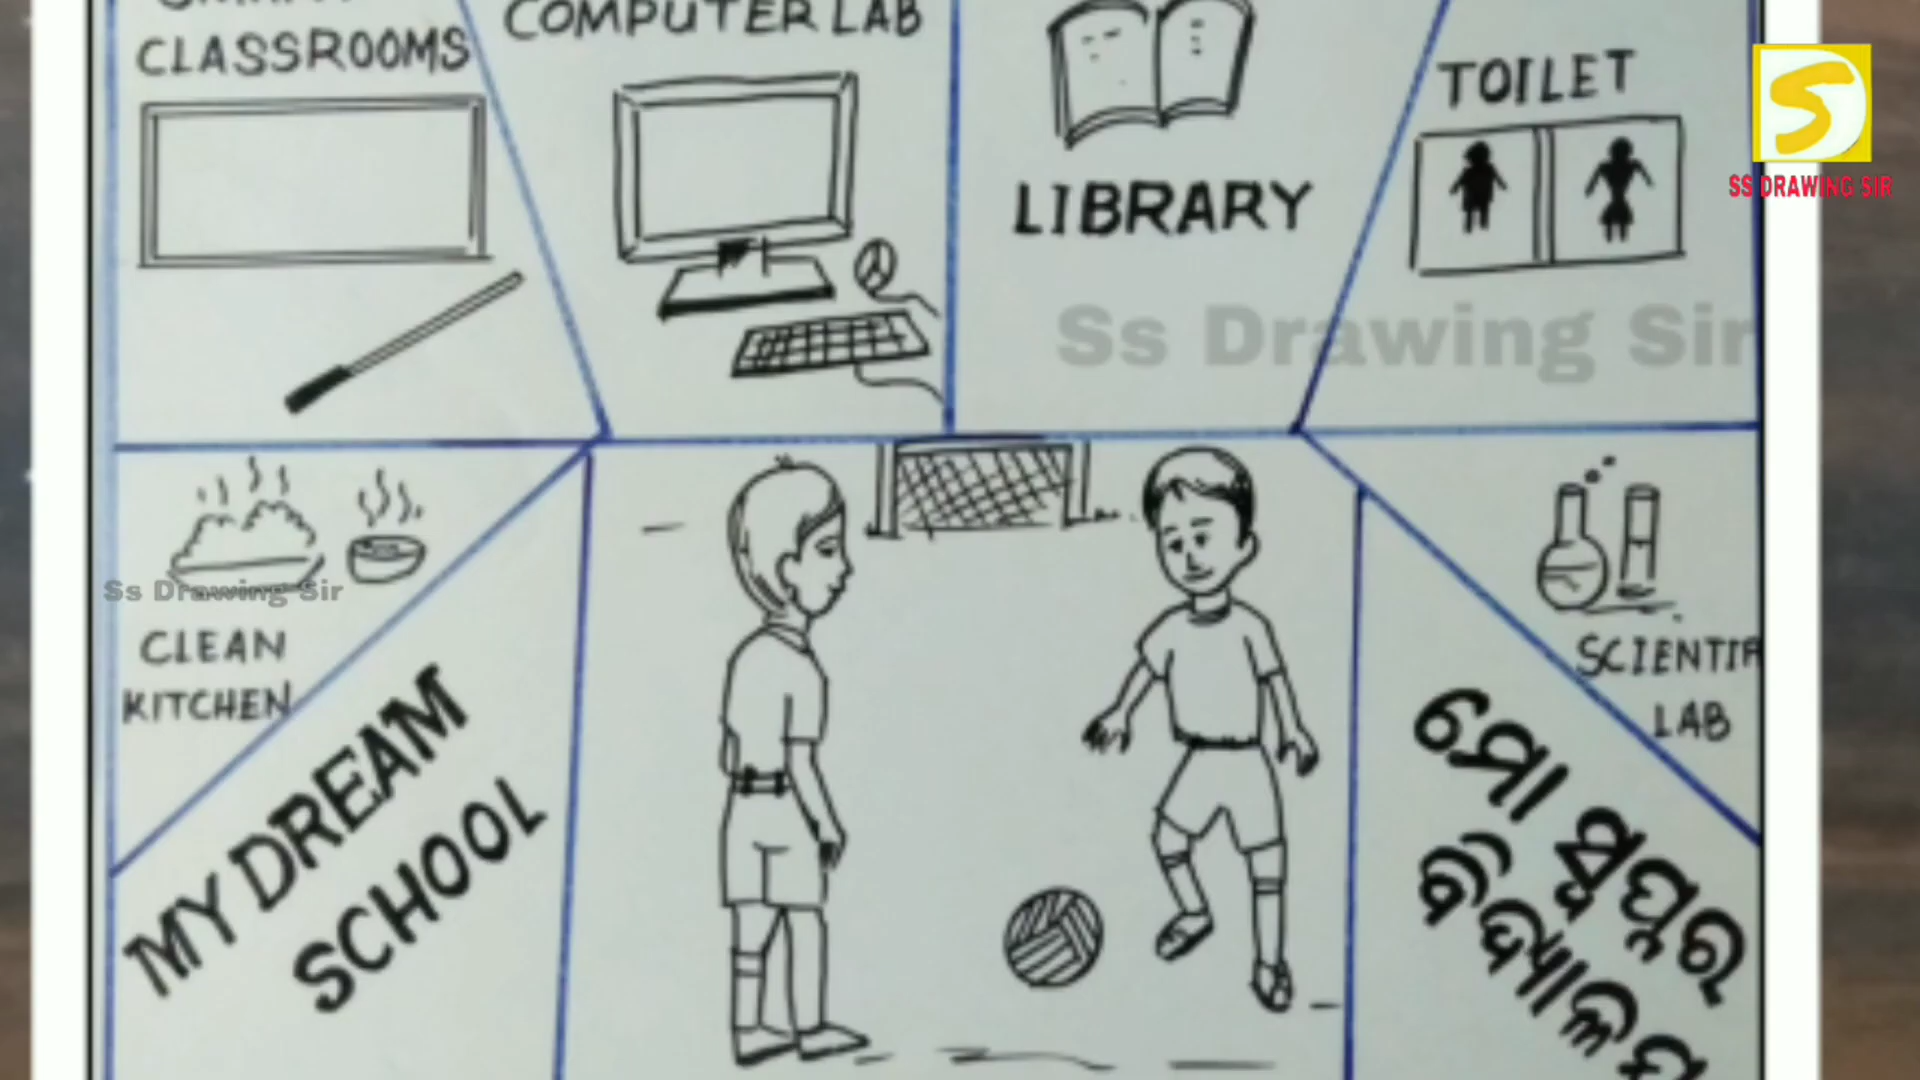 CLASSROOMS
COMPUTER LAB
LIBRARY
TOILET
SS DRAWING SIR
Ss Drawing Sir
Ss Drawing Sir
CLEAN
KITCHEN
SCIENTIF
LAB
MY DREAM
SCHOOL
ମୋ ସ୍ୱପ୍ନର